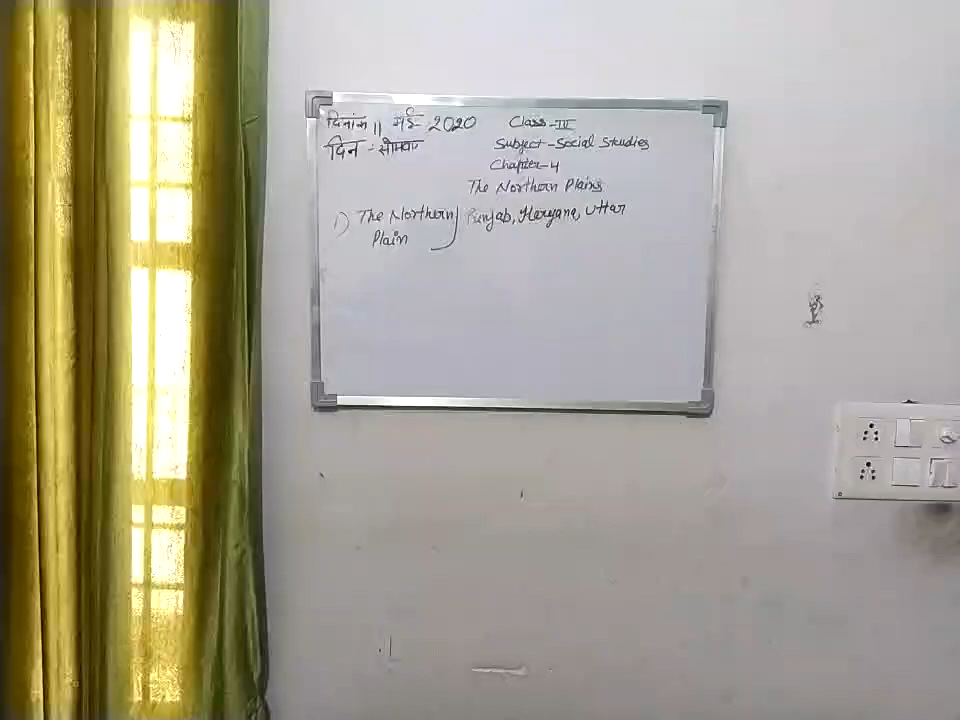 दिनांक 11 मई 2020
दिन - सोमवार
Class-IV
Subject-Social Studies
Chapter-4
The Northern Plains
1) The Northern Plain } Punjab, Haryana, Uttar